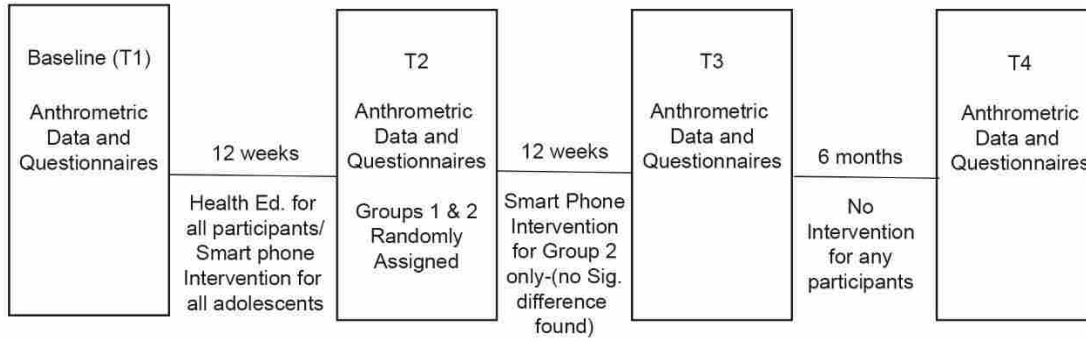 Baseline (T1)
Anthrometric
Data and
Questionnaires
12 weeks
Health Ed. for
all participants/
Smart phone
Intervention for
all adolescents
T2
Anthrometric
Data and
Questionnaires
Groups 1 & 2
Randomly
Assigned
12 weeks
Smart Phone
Intervention
for Group 2
only-(no Sig.
difference
found)
T3
Anthrometric
Data and
Questionnaires
6 months
No
Intervention
for any
participants
T4
Anthrometric
Data and
Questionnaires